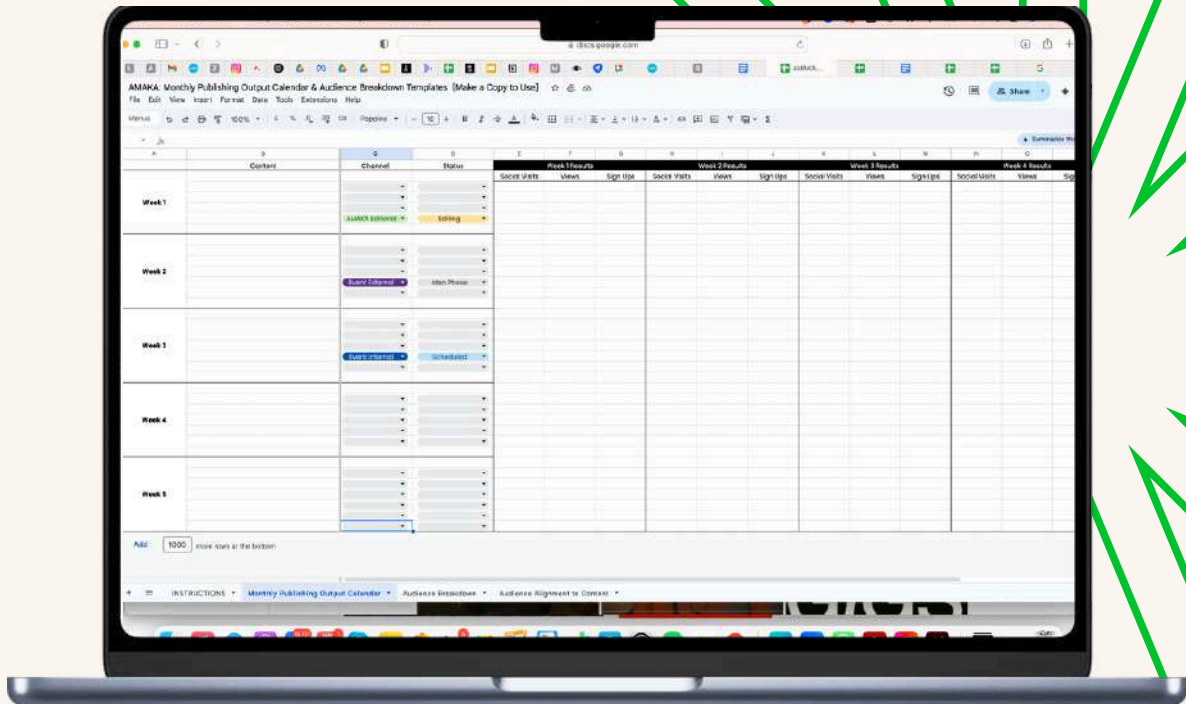 docs.google.com
AMAKA: Monthly Publishing Output Calendar & Audience Breakdown Templates [Make a Copy to Use]
File Edit View Insert Format Data Tools Extensions Help
Share
Menus 100% Poppins 10
Content Channel Status Week 1 Results Week 2 Results Week 3 Results Week 4 Results
Social Visits Views Sign Ups Social Visits Views Sign Ups Social Visits Views Sign Ups Social Visits Views
Week 1
AMAKA Editorial Editing
Week 2
Event External
Week 3
Event Internal Scheduled
Week 4
Week 5
Add 1000 more rows at the bottom
INSTRUCTIONS Monthly Publishing Output Calendar Audience Breakdown Audience Alignment to Content